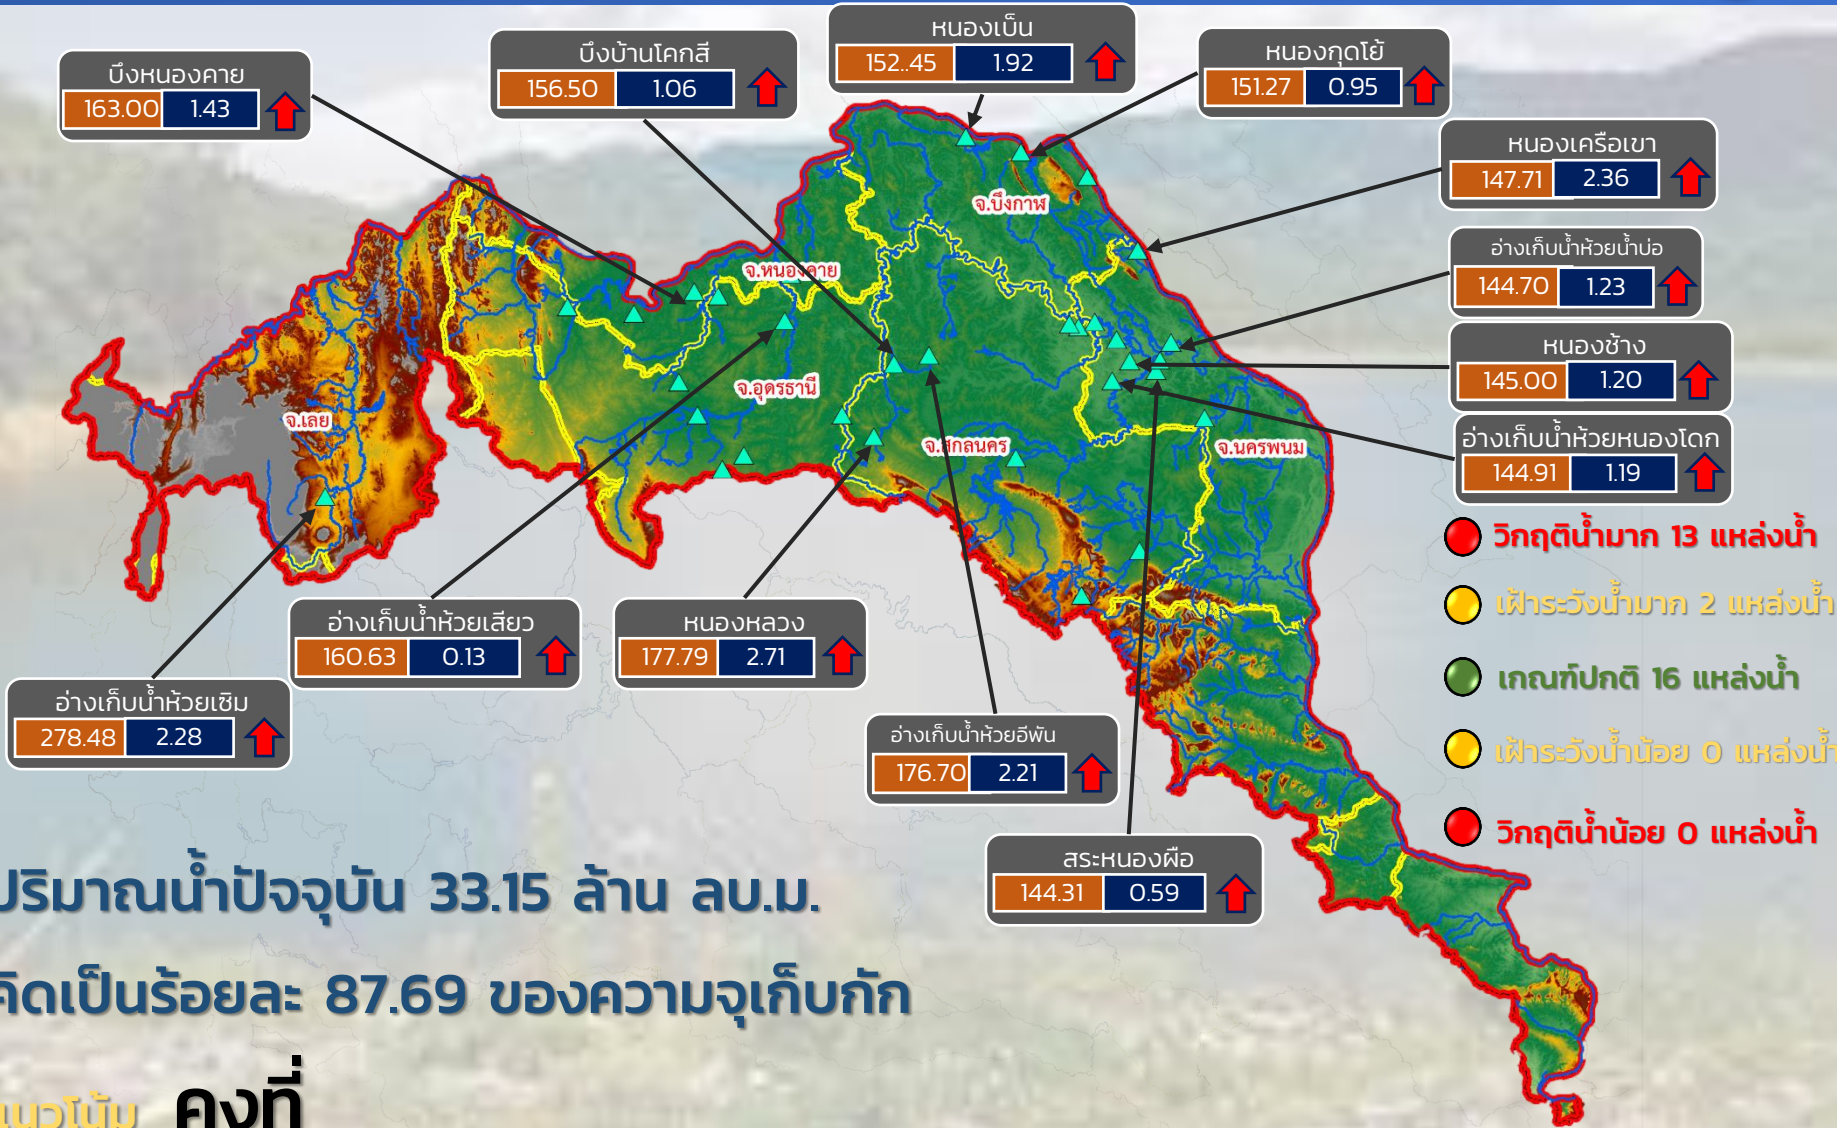 หนองเบ็น
152..45 1.92
บึงบ้านโคกสี
156.50 1.06
หนองกุดโย้
151.27 0.95
บึงหนองคาย
163.00 1.43
หนองเครือเขา
147.71 2.36
จ.บึงกาฬ
อ่างเก็บน้ำห้วยน้ำบ่อ
144.70 1.23
จ.หนองคาย
หนองช้าง
145.00 1.20
จ.อุดรธานี
จ.เลย
จ.สกลนคร
จ.นครพนม
อ่างเก็บน้ำห้วยหนองโดก
144.91 1.19
วิกฤติน้ำมาก 13 แหล่งน้ำ
เฝ้าระวังน้ำมาก 2 แหล่งน้ำ
เกณฑ์ปกติ 16 แหล่งน้ำ
เฝ้าระวังน้ำน้อย 0 แหล่งน้ำ
วิกฤติน้ำน้อย 0 แหล่งน้ำ
อ่างเก็บน้ำห้วยเสียว
160.63 0.13
หนองหลวง
177.79 2.71
อ่างเก็บน้ำห้วยเซิม
278.48 2.28
อ่างเก็บน้ำห้วยอีพัน
176.70 2.21
สระหนองผือ
144.31 0.59
ปริมาณน้ำปัจจุบัน 33.15 ล้าน ลบ.ม.
คิดเป็นร้อยละ 87.69 ของความจุเก็บกัก
แนวโน้ม คงที่